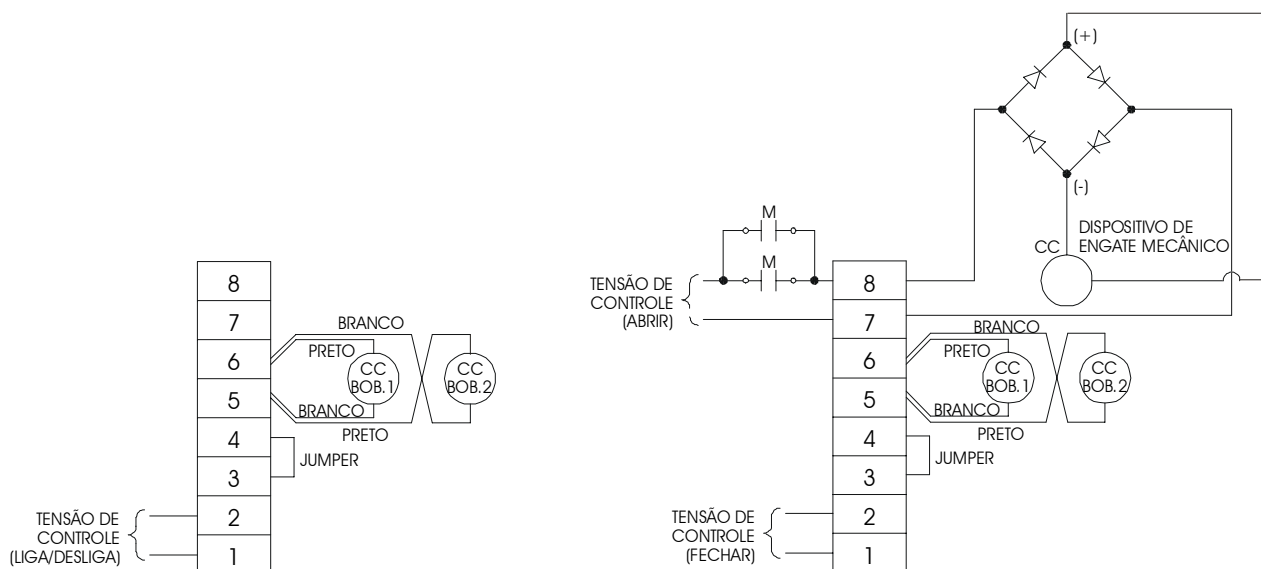 8
7
6
5
4
3
2
1
BRANCO
PRETO
CC
BOB.1
CC
BOB.2
BRANCO
PRETO
JUMPER
TENSÃO DE
CONTROLE
(LIGA/DESLIGA)
(+)
(-)
DISPOSITIVO DE
ENGATE MECÂNICO
CC
M
M
TENSÃO DE
CONTROLE
(ABRIR)
8
7
6
5
4
3
2
1
BRANCO
PRETO
CC
BOB.1
CC
BOB.2
BRANCO
PRETO
JUMPER
TENSÃO DE
CONTROLE
(FECHAR)